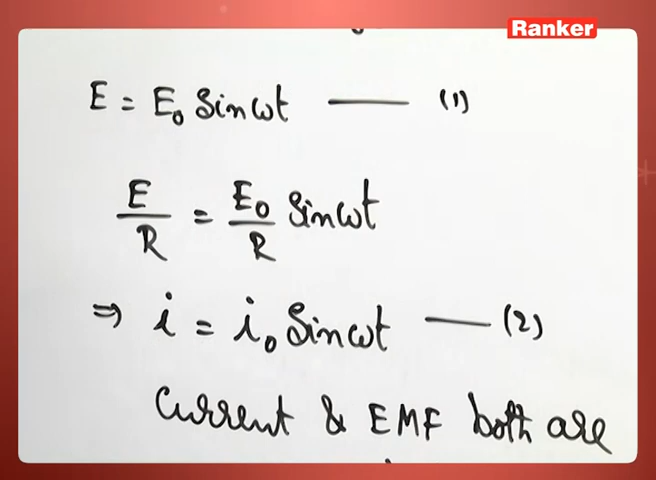 Ranker
E = E₀ Sinωt —— (1)
E/R = E₀/R Sinωt
⇒ i = i₀ Sinωt —— (2)
Current & EMF both are